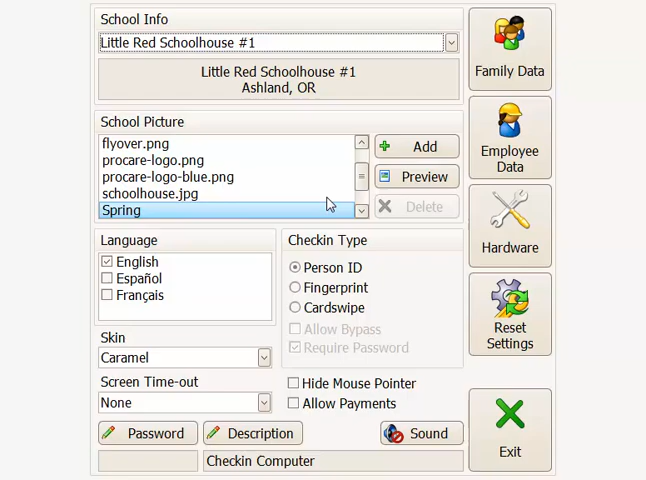 School Info
Little Red Schoolhouse #1
Little Red Schoolhouse #1
Ashland, OR
School Picture
flyover.png
procare-logo.png
procare-logo-blue.png
schoolhouse.jpg
Spring
Add
Preview
Delete
Language
English
Español
Français
Checkin Type
Person ID
Fingerprint
Cardswipe
Allow Bypass
Require Password
Skin
Caramel
Screen Time-out
None
Hide Mouse Pointer
Allow Payments
Password
Description
Sound
Checkin Computer
Family Data
Employee
Data
Hardware
Reset
Settings
Exit